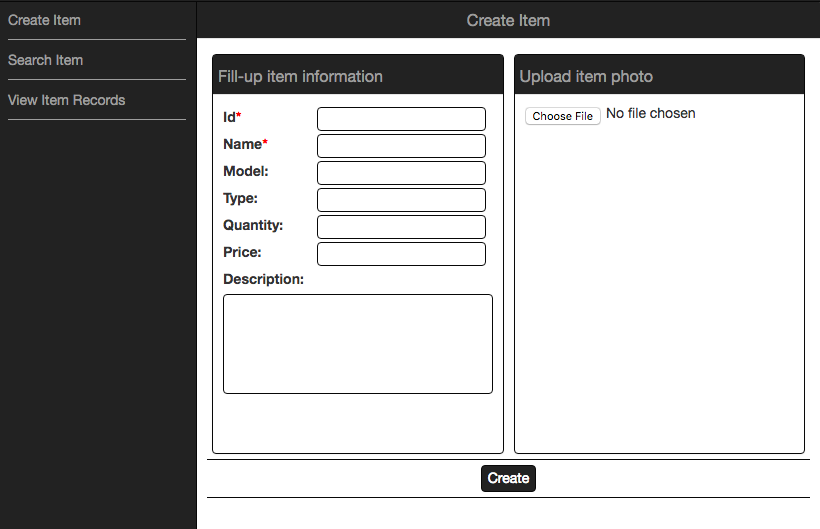 Create Item
Search Item
View Item Records
Create Item
Fill-up item information
Id*
Name*
Model:
Type:
Quantity:
Price:
Description:
Upload item photo
Choose File No file chosen
Create